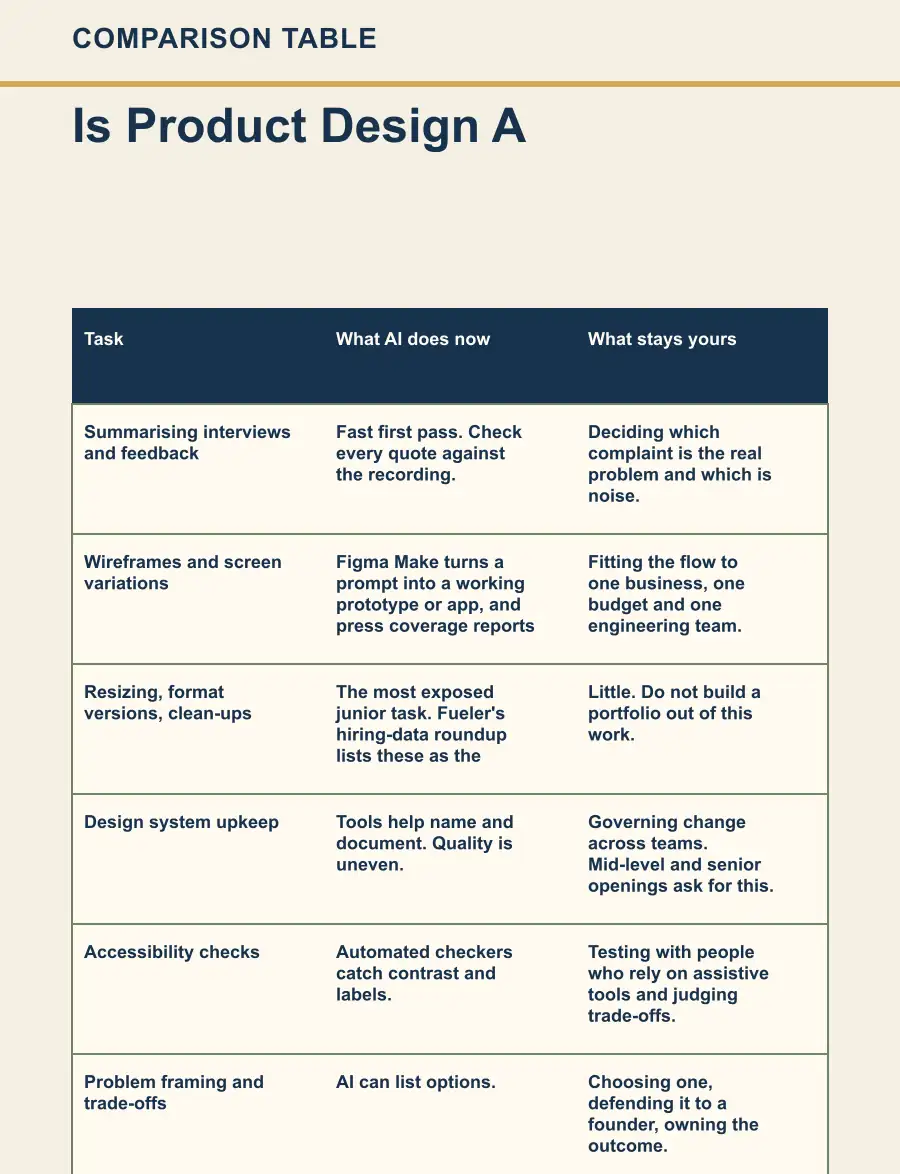 COMPARISON TABLE
Is Product Design A
Task
What AI does now
What stays yours
Summarising interviews
and feedback
Fast first pass. Check
every quote against
the recording.
Deciding which
complaint is the real
problem and which is
noise.
Wireframes and screen
variations
Figma Make turns a
prompt into a working
prototype or app, and
press coverage reports
Fitting the flow to
one business, one
budget and one
engineering team.
Resizing, format
versions, clean-ups
The most exposed
junior task. Fueler's
hiring-data roundup
lists these as the
Little. Do not build a
portfolio out of this
work.
Design system upkeep
Tools help name and
document. Quality is
uneven.
Governing change
across teams.
Mid-level and senior
openings ask for this.
Accessibility checks
Automated checkers
catch contrast and
labels.
Testing with people
who rely on assistive
tools and judging
trade-offs.
Problem framing and
trade-offs
AI can list options.
Choosing one,
defending it to a
founder, owning the
outcome.